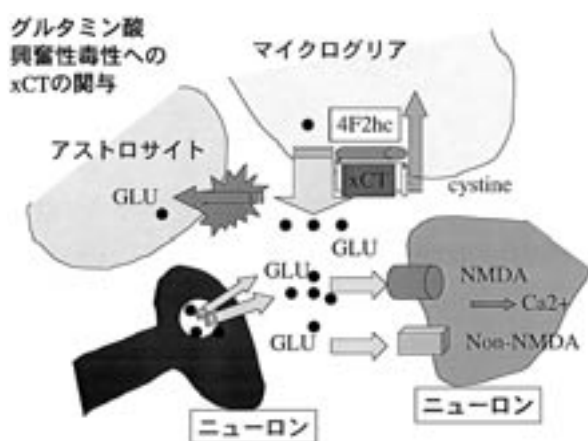 グルタミン酸
興奮性毒性への
xCTの関与
マイクログリア
4F2hc
アストロサイト
xCT
cystine
GLU
GLU
GLU
NMDA
Ca2+
GLU
Non-NMDA
ニューロン
ニューロン